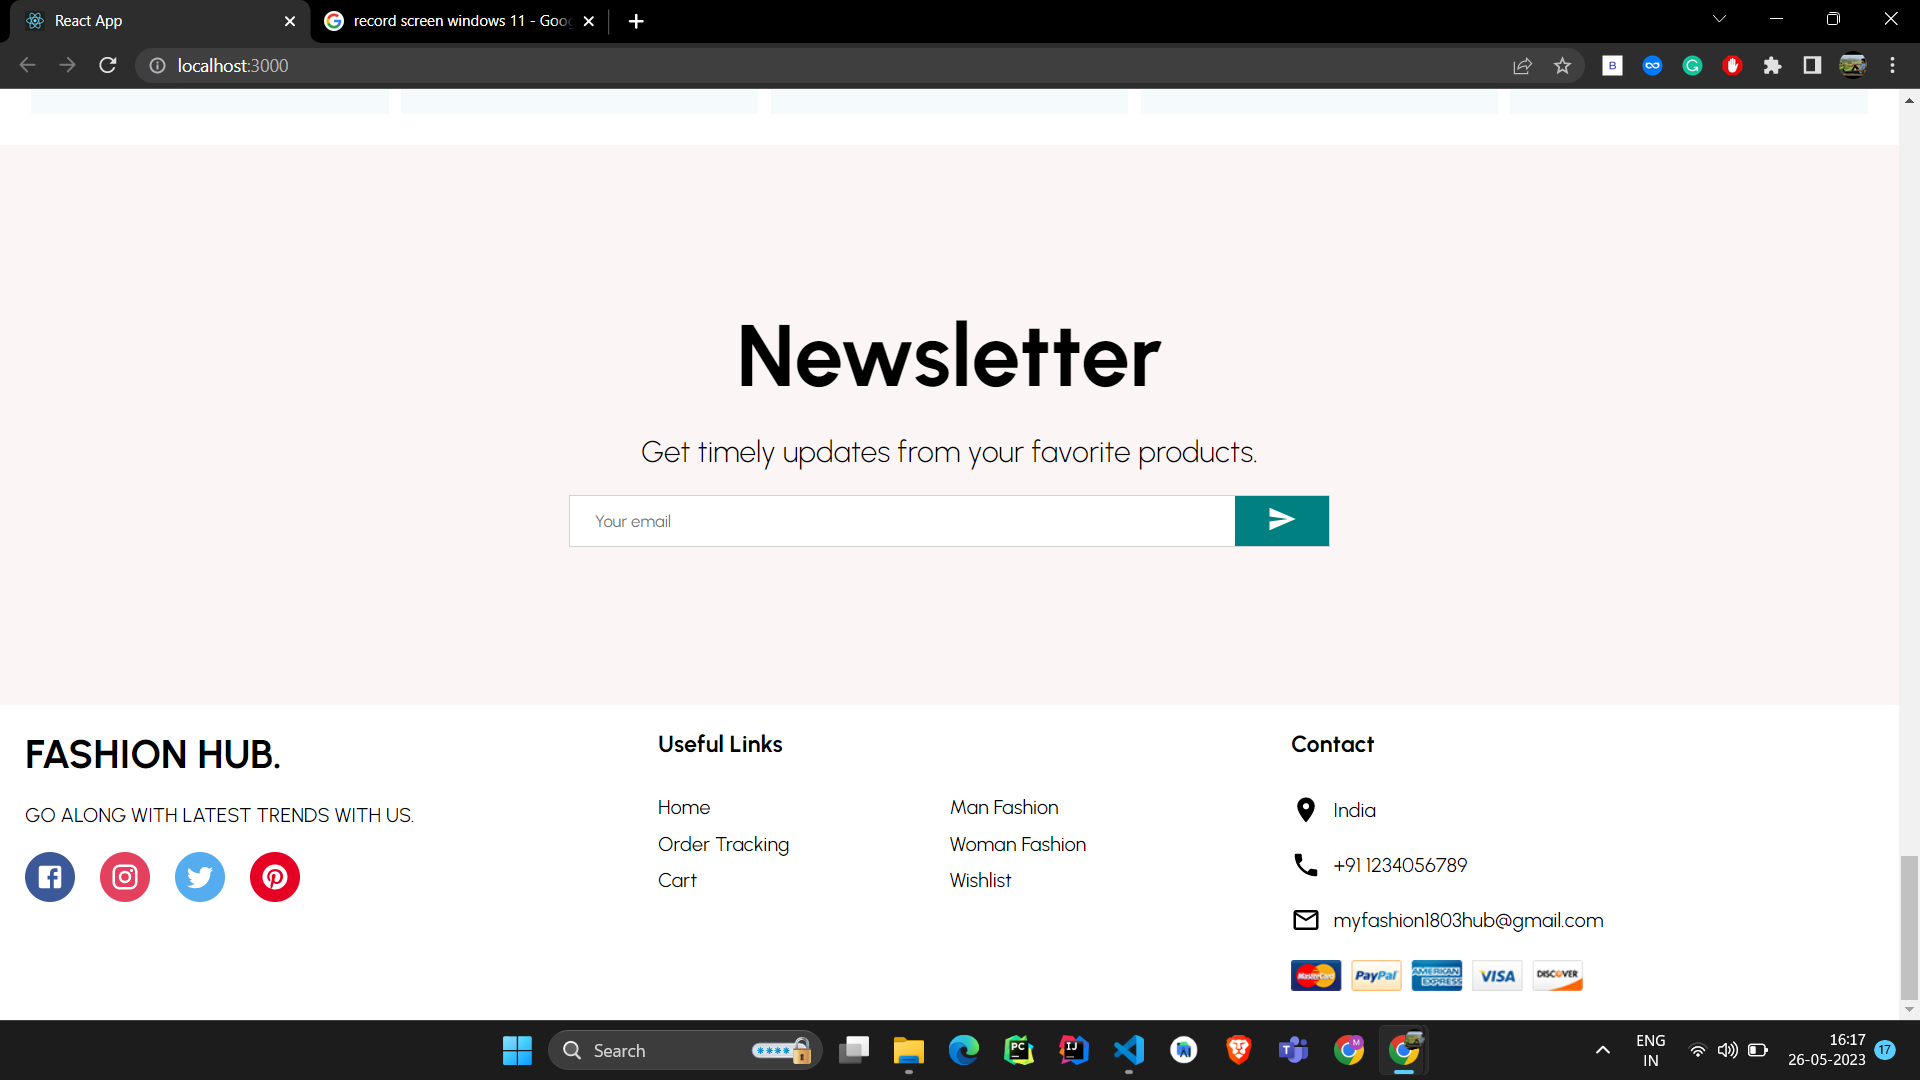 React App
record screen windows 11 - Goo
localhost:3000
Newsletter
Get timely updates from your favorite products.
Your email
FASHION HUB.
GO ALONG WITH LATEST TRENDS WITH US.
Useful Links
Home
Man Fashion
Order Tracking
Woman Fashion
Cart
Wishlist
Contact
India
+91 1234056789
myfashion1803hub@gmail.com
MasterCard PayPal AMERICAN EXPRESS VISA DISCOVER
Search
ENG
IN
16:17
26-05-2023
17